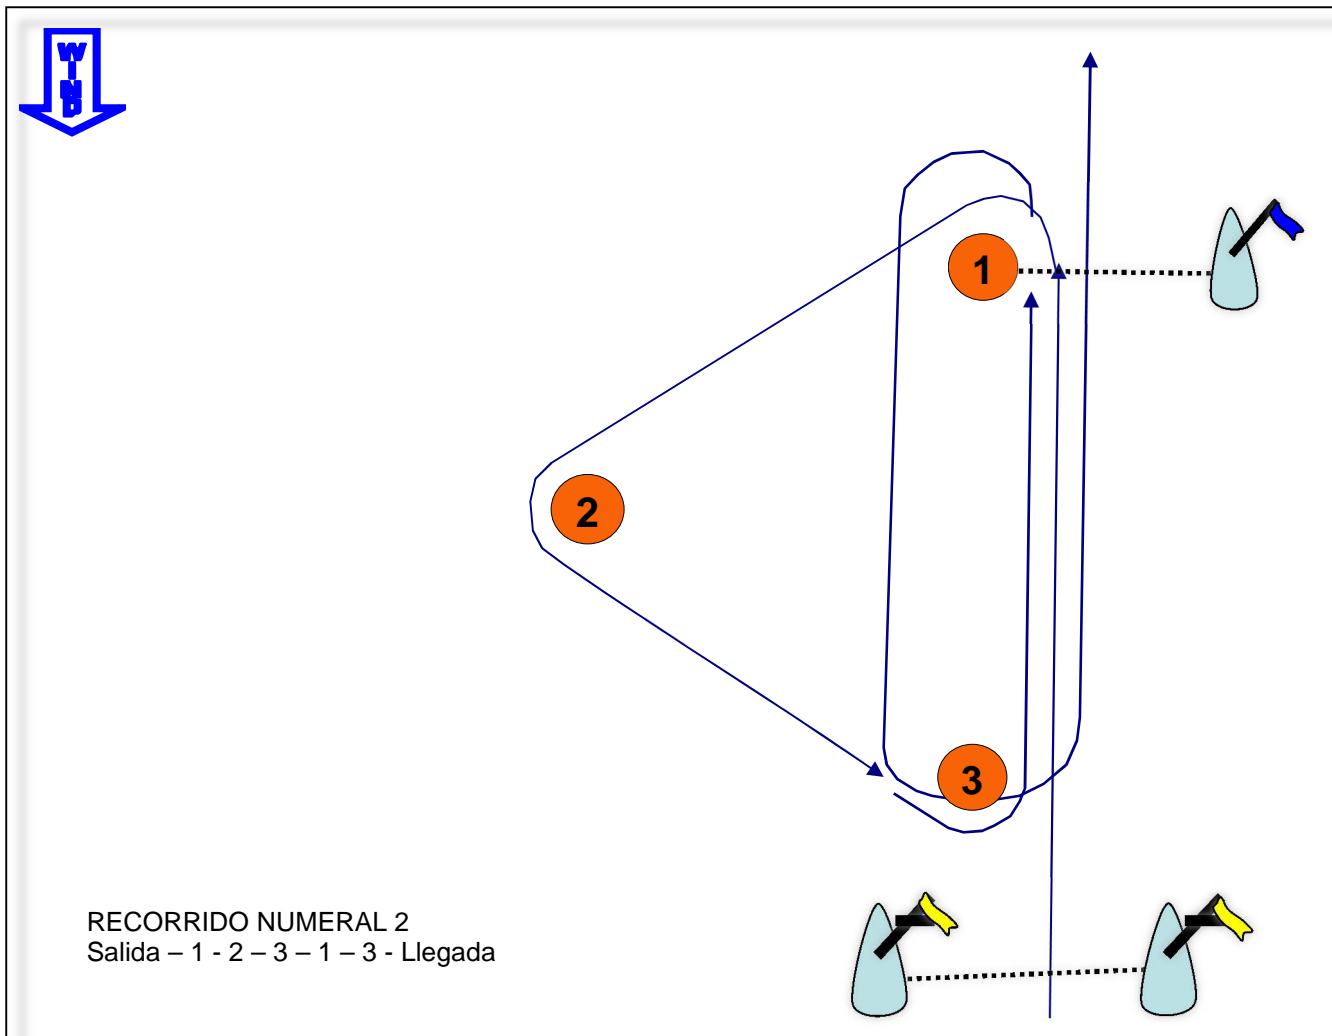 WIND
1
2
3
RECORRIDO NUMERAL 2
Salida – 1 - 2 – 3 – 1 – 3 - Llegada